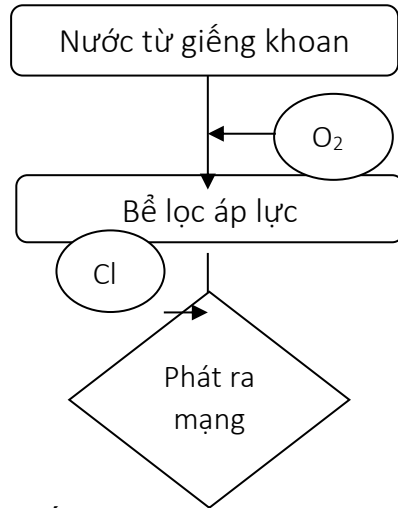 Nước từ giếng khoan
O₂
Bể lọc áp lực
Cl
Phát ra
mạng